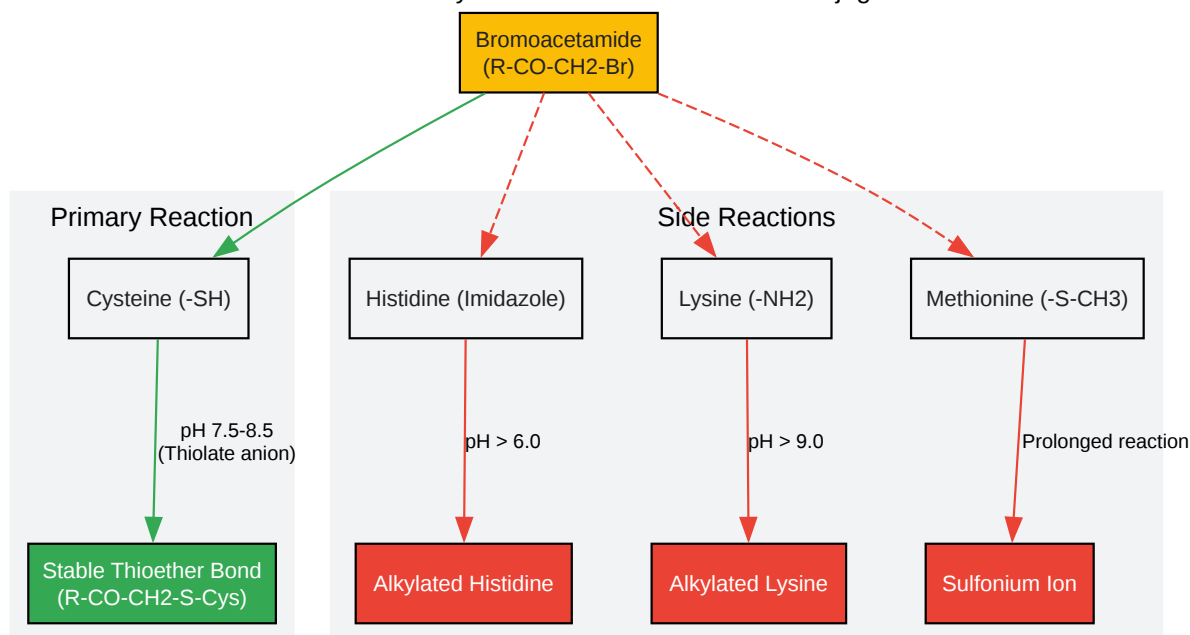 Bromoacetamide
(R-CO-CH2-Br)
Primary Reaction
Side Reactions
Cysteine (-SH)
Histidine (Imidazole)
Lysine (-NH2)
Methionine (-S-CH3)
pH 7.5-8.5
(Thiolate anion)
pH > 6.0
pH > 9.0
Prolonged reaction
Stable Thioether Bond
(R-CO-CH2-S-Cys)
Alkylated Histidine
Alkylated Lysine
Sulfonium Ion